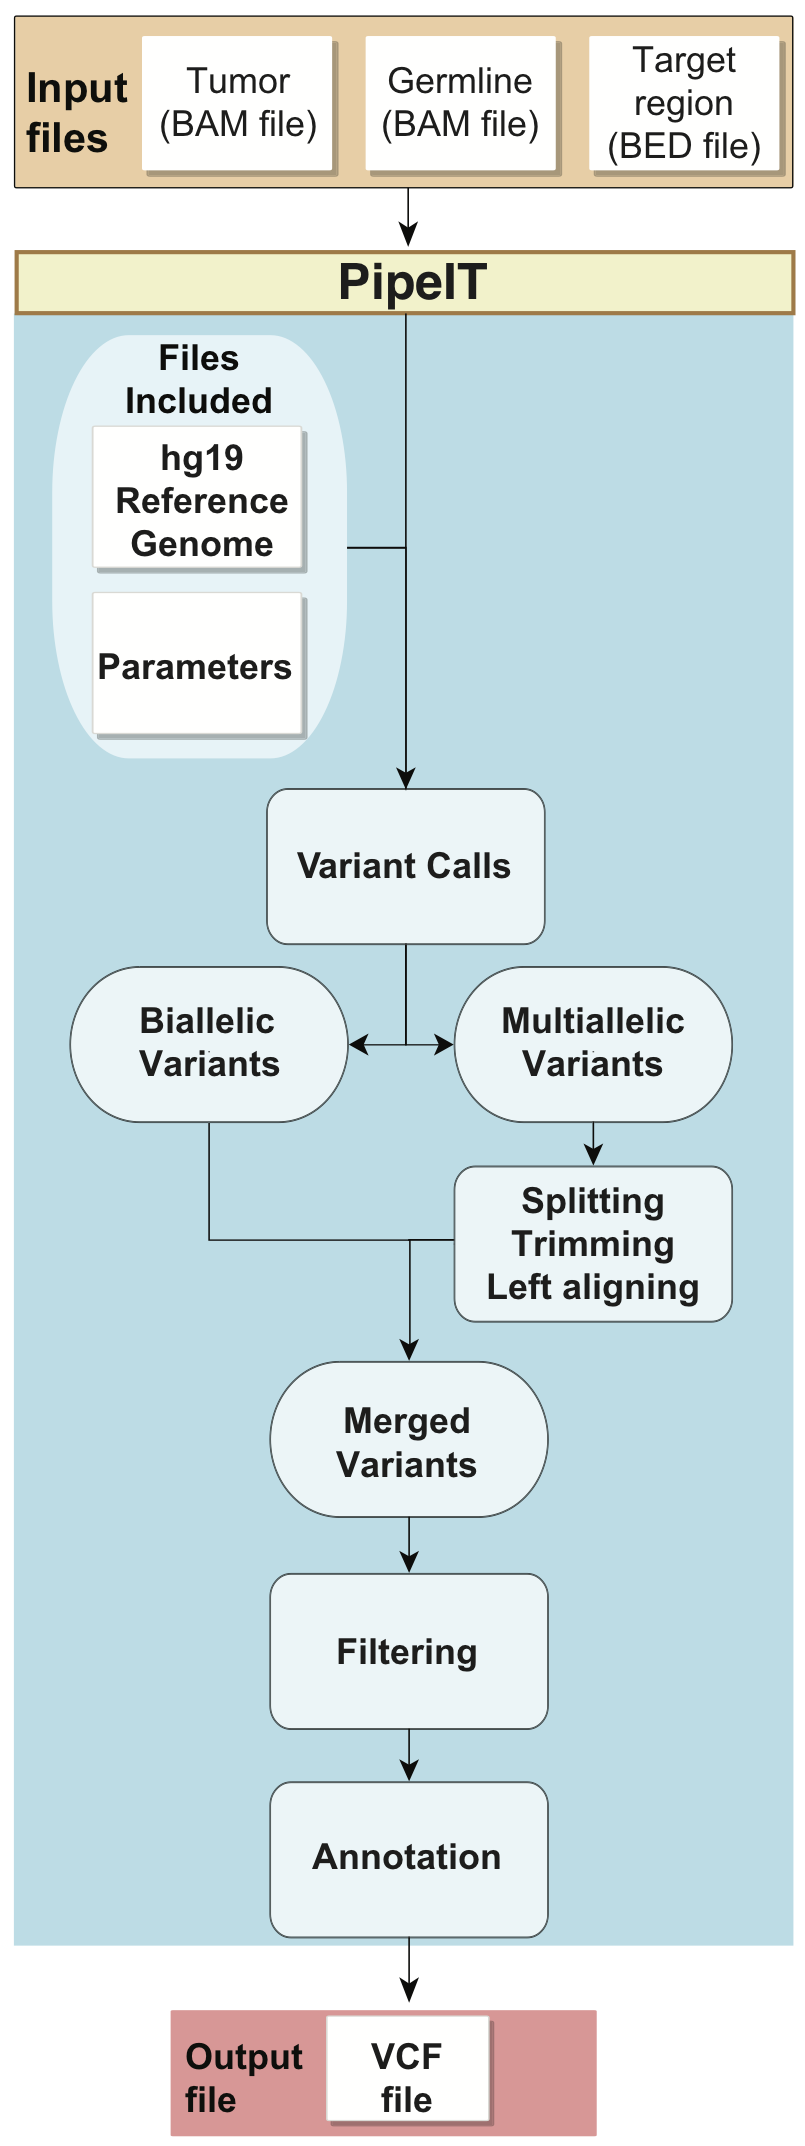 Input
files
Tumor
(BAM file)
Germline
(BAM file)
Target
region
(BED file)
PipeIT
Files
Included
hg19
Reference
Genome
Parameters
Variant Calls
Biallelic
Variants
Multiallelic
Variants
Splitting
Trimming
Left aligning
Merged
Variants
Filtering
Annotation
Output
file
VCF
file